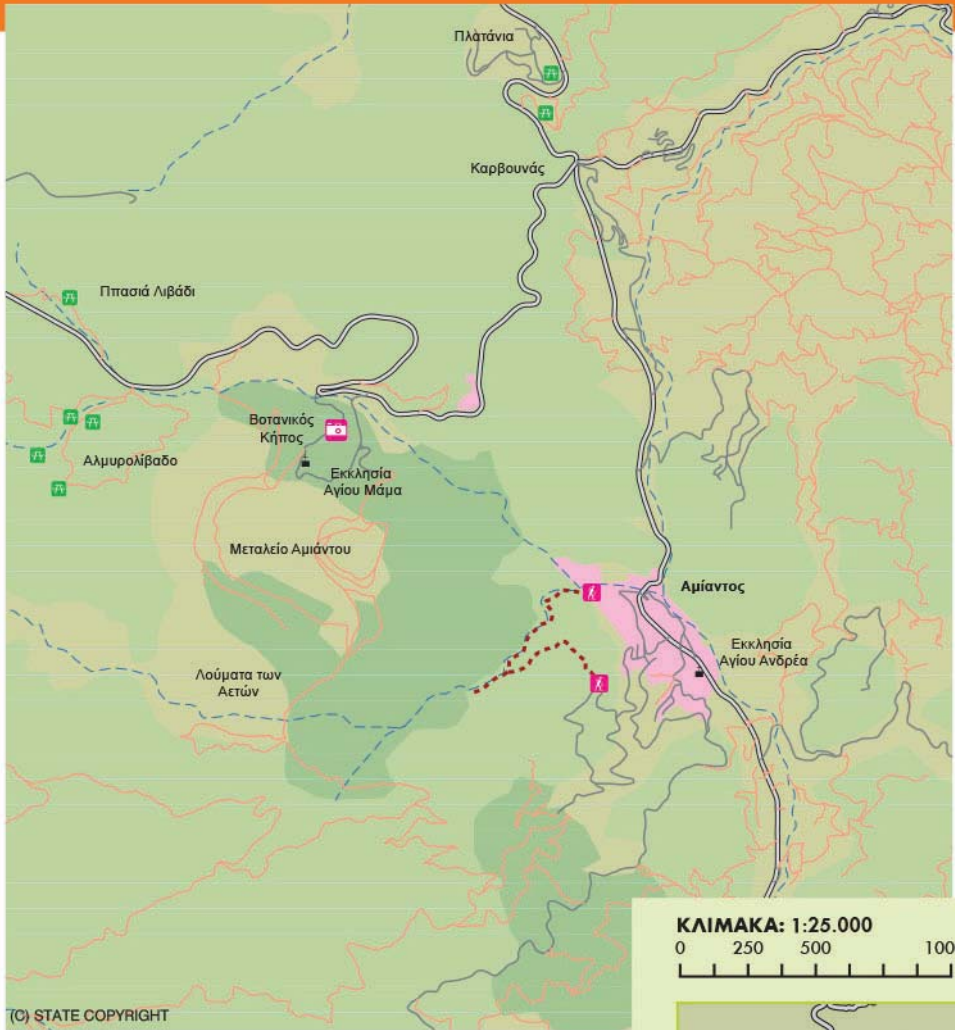 Πλατάνια
Καρβουνάς
Ππασιά Λιβάδι
Βοτανικός
Κήπος
Αλμυρολίβαδο
Εκκλησία
Αγίου Μάμα
Μεταλείο Αμιάντου
Αμίαντος
Εκκλησία
Αγίου Ανδρέα
Λούματα των
Αετών
ΚΛΙΜΑΚΑ: 1:25.000
0 250 500 100
(C) STATE COPYRIGHT